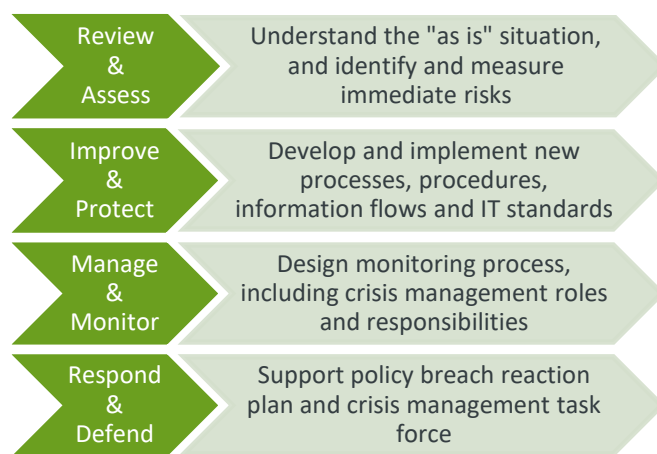 Review
&
Assess
Understand the "as is" situation,
and identify and measure
immediate risks
Improve
&
Protect
Develop and implement new
processes, procedures,
information flows and IT standards
Manage
&
Monitor
Design monitoring process,
including crisis management roles
and responsibilities
Respond
&
Defend
Support policy breach reaction
plan and crisis management task
force